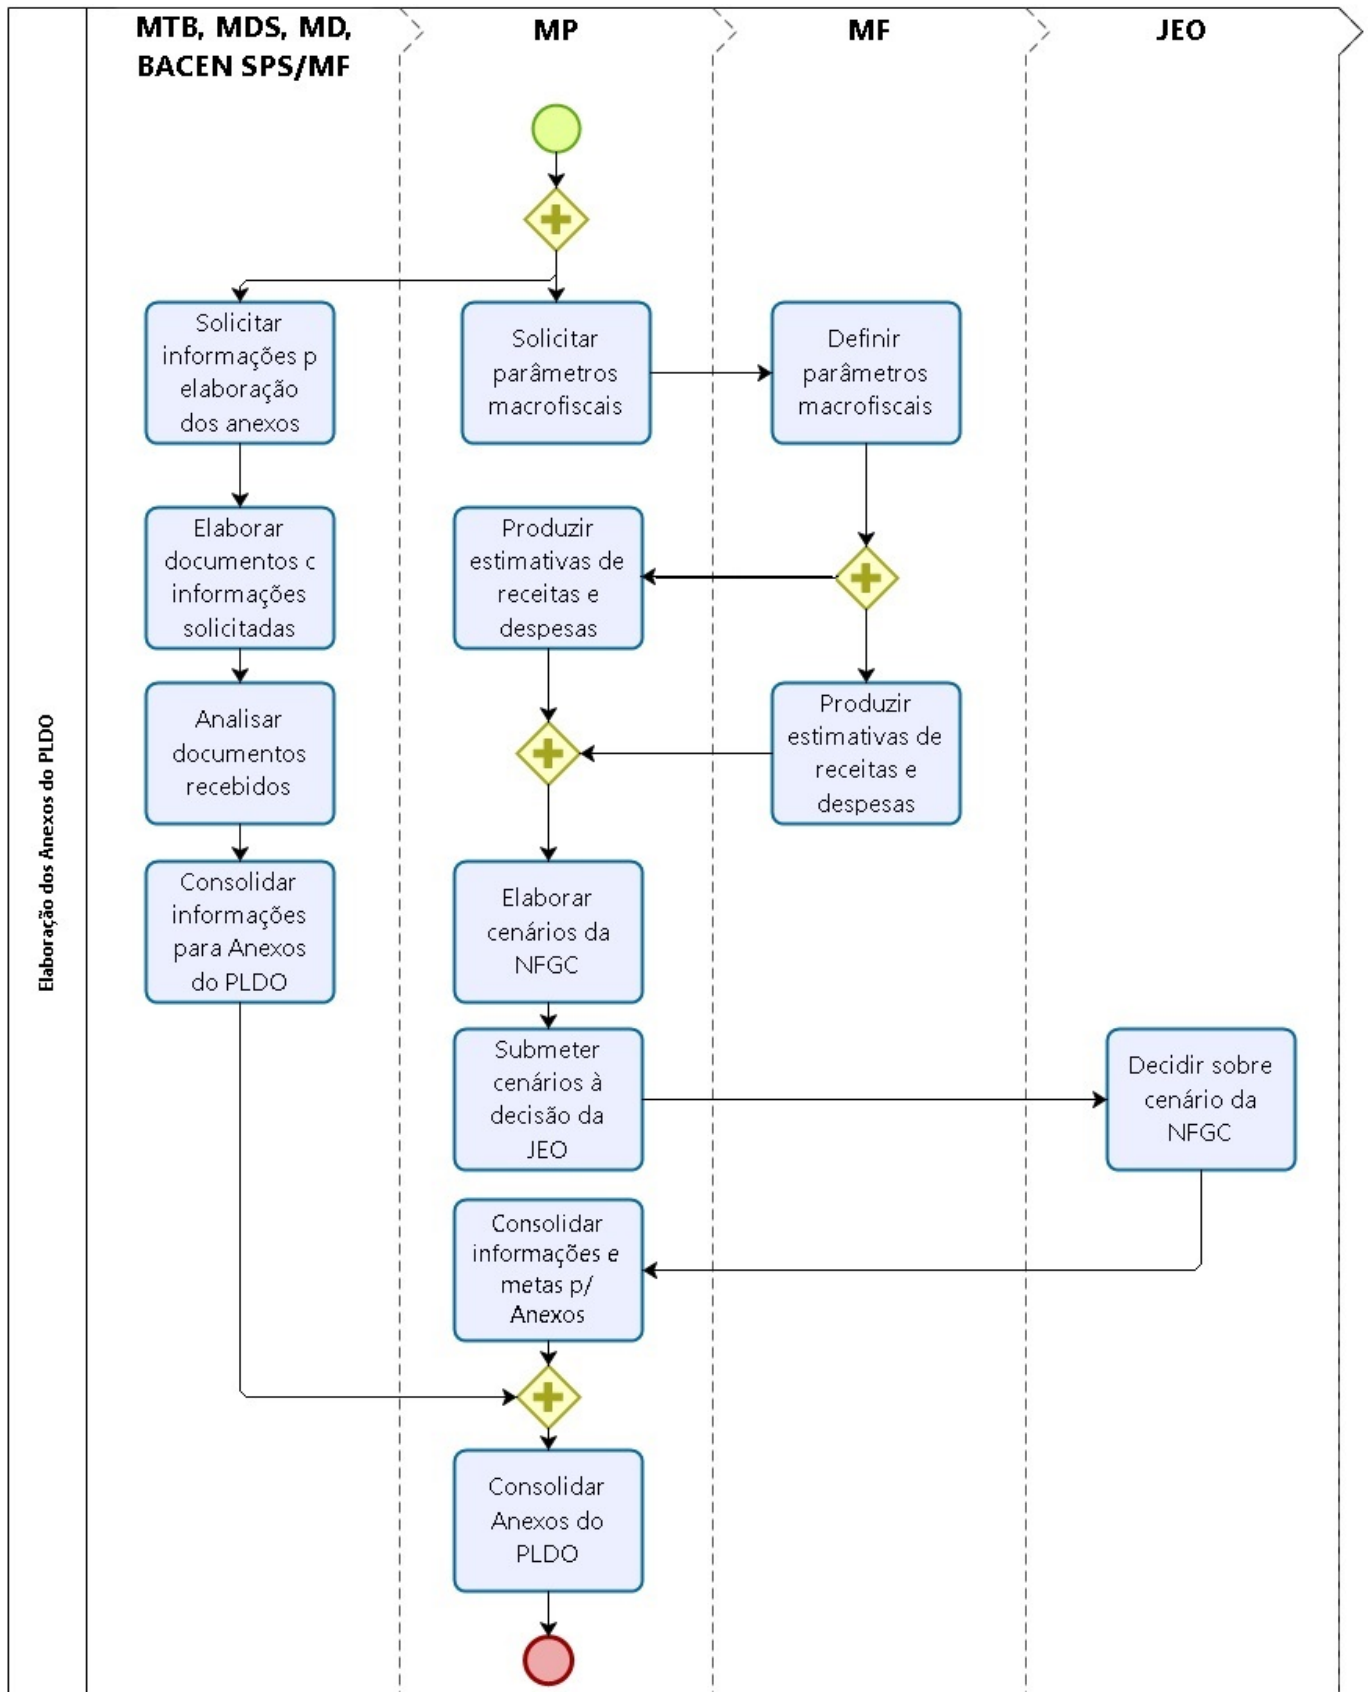 MTB, MDS, MD,
BACEN SPS/MF
MP
MF
JEO
Elaboração dos Anexos do PLDO
Solicitar
informações p
elaboração
dos anexos
Solicitar
parâmetros
macrofiscais
Definir
parâmetros
macrofiscais
Elaborar
documentos c
informações
solicitadas
Produzir
estimativas de
receitas e
despesas
Analisar
documentos
recebidos
Produzir
estimativas de
receitas e
despesas
Consolidar
informações
para Anexos
do PLDO
Elaborar
cenários da
NFGC
Submeter
cenários à
decisão da
JEO
Decidir sobre
cenário da
NFGC
Consolidar
informações e
metas p/
Anexos
Consolidar
Anexos do
PLDO